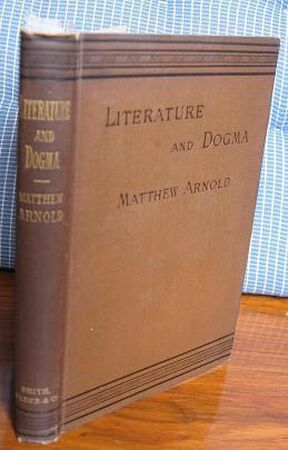 LITERATURE
AND
DOGMA
MATTHEW
ARNOLD
SMITH,
ELDER & Co
LITERATURE
AND DOGMA
MATTHEW ARNOLD